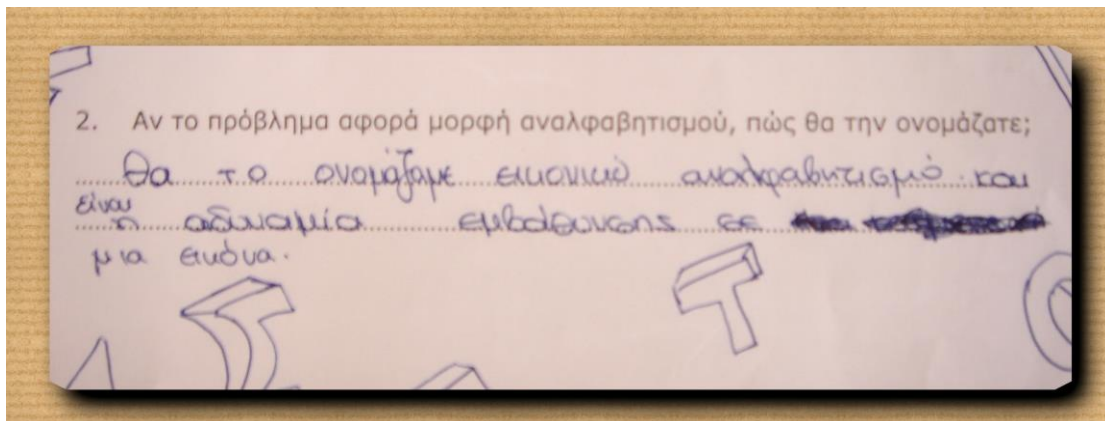 2. Αν το πρόβλημα αφορά μορφή αναλφαβητισμού, πώς θα την ονομάζατε;
Θα το ονομάζαμε εικονικό αναλφαβητισμό και
είναι
η αδυναμία εμβάθυνσης σε
μια εικόνα.